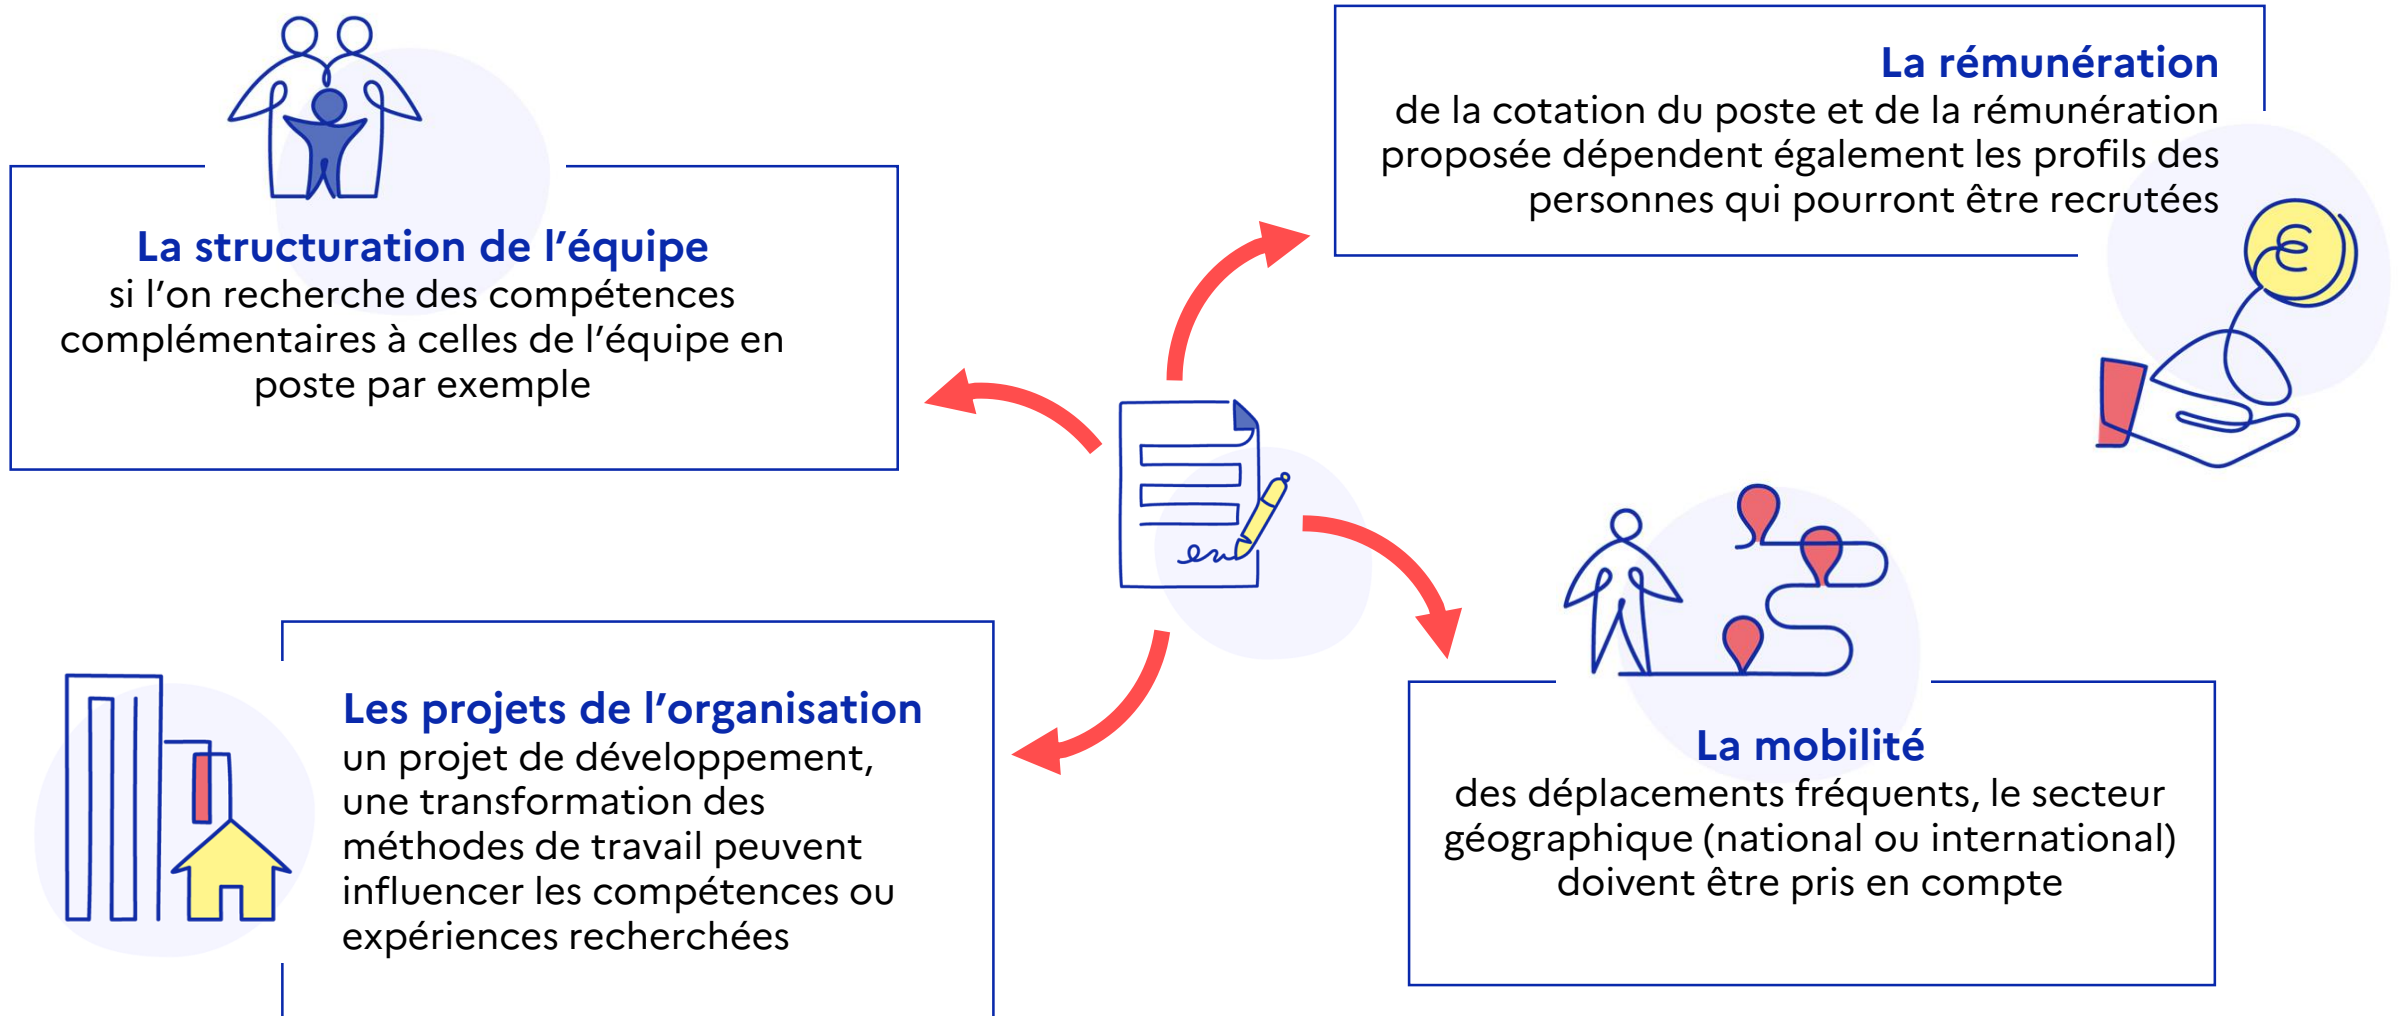 La structuration de l’équipe
si l’on recherche des compétences
complémentaires à celles de l’équipe en
poste par exemple
La rémunération
de la cotation du poste et de la rémunération
proposée dépendent également les profils des
personnes qui pourront être recrutées
Les projets de l’organisation
un projet de développement,
une transformation des
méthodes de travail peuvent
influencer les compétences ou
expériences recherchées
La mobilité
des déplacements fréquents, le secteur
géographique (national ou international)
doivent être pris en compte